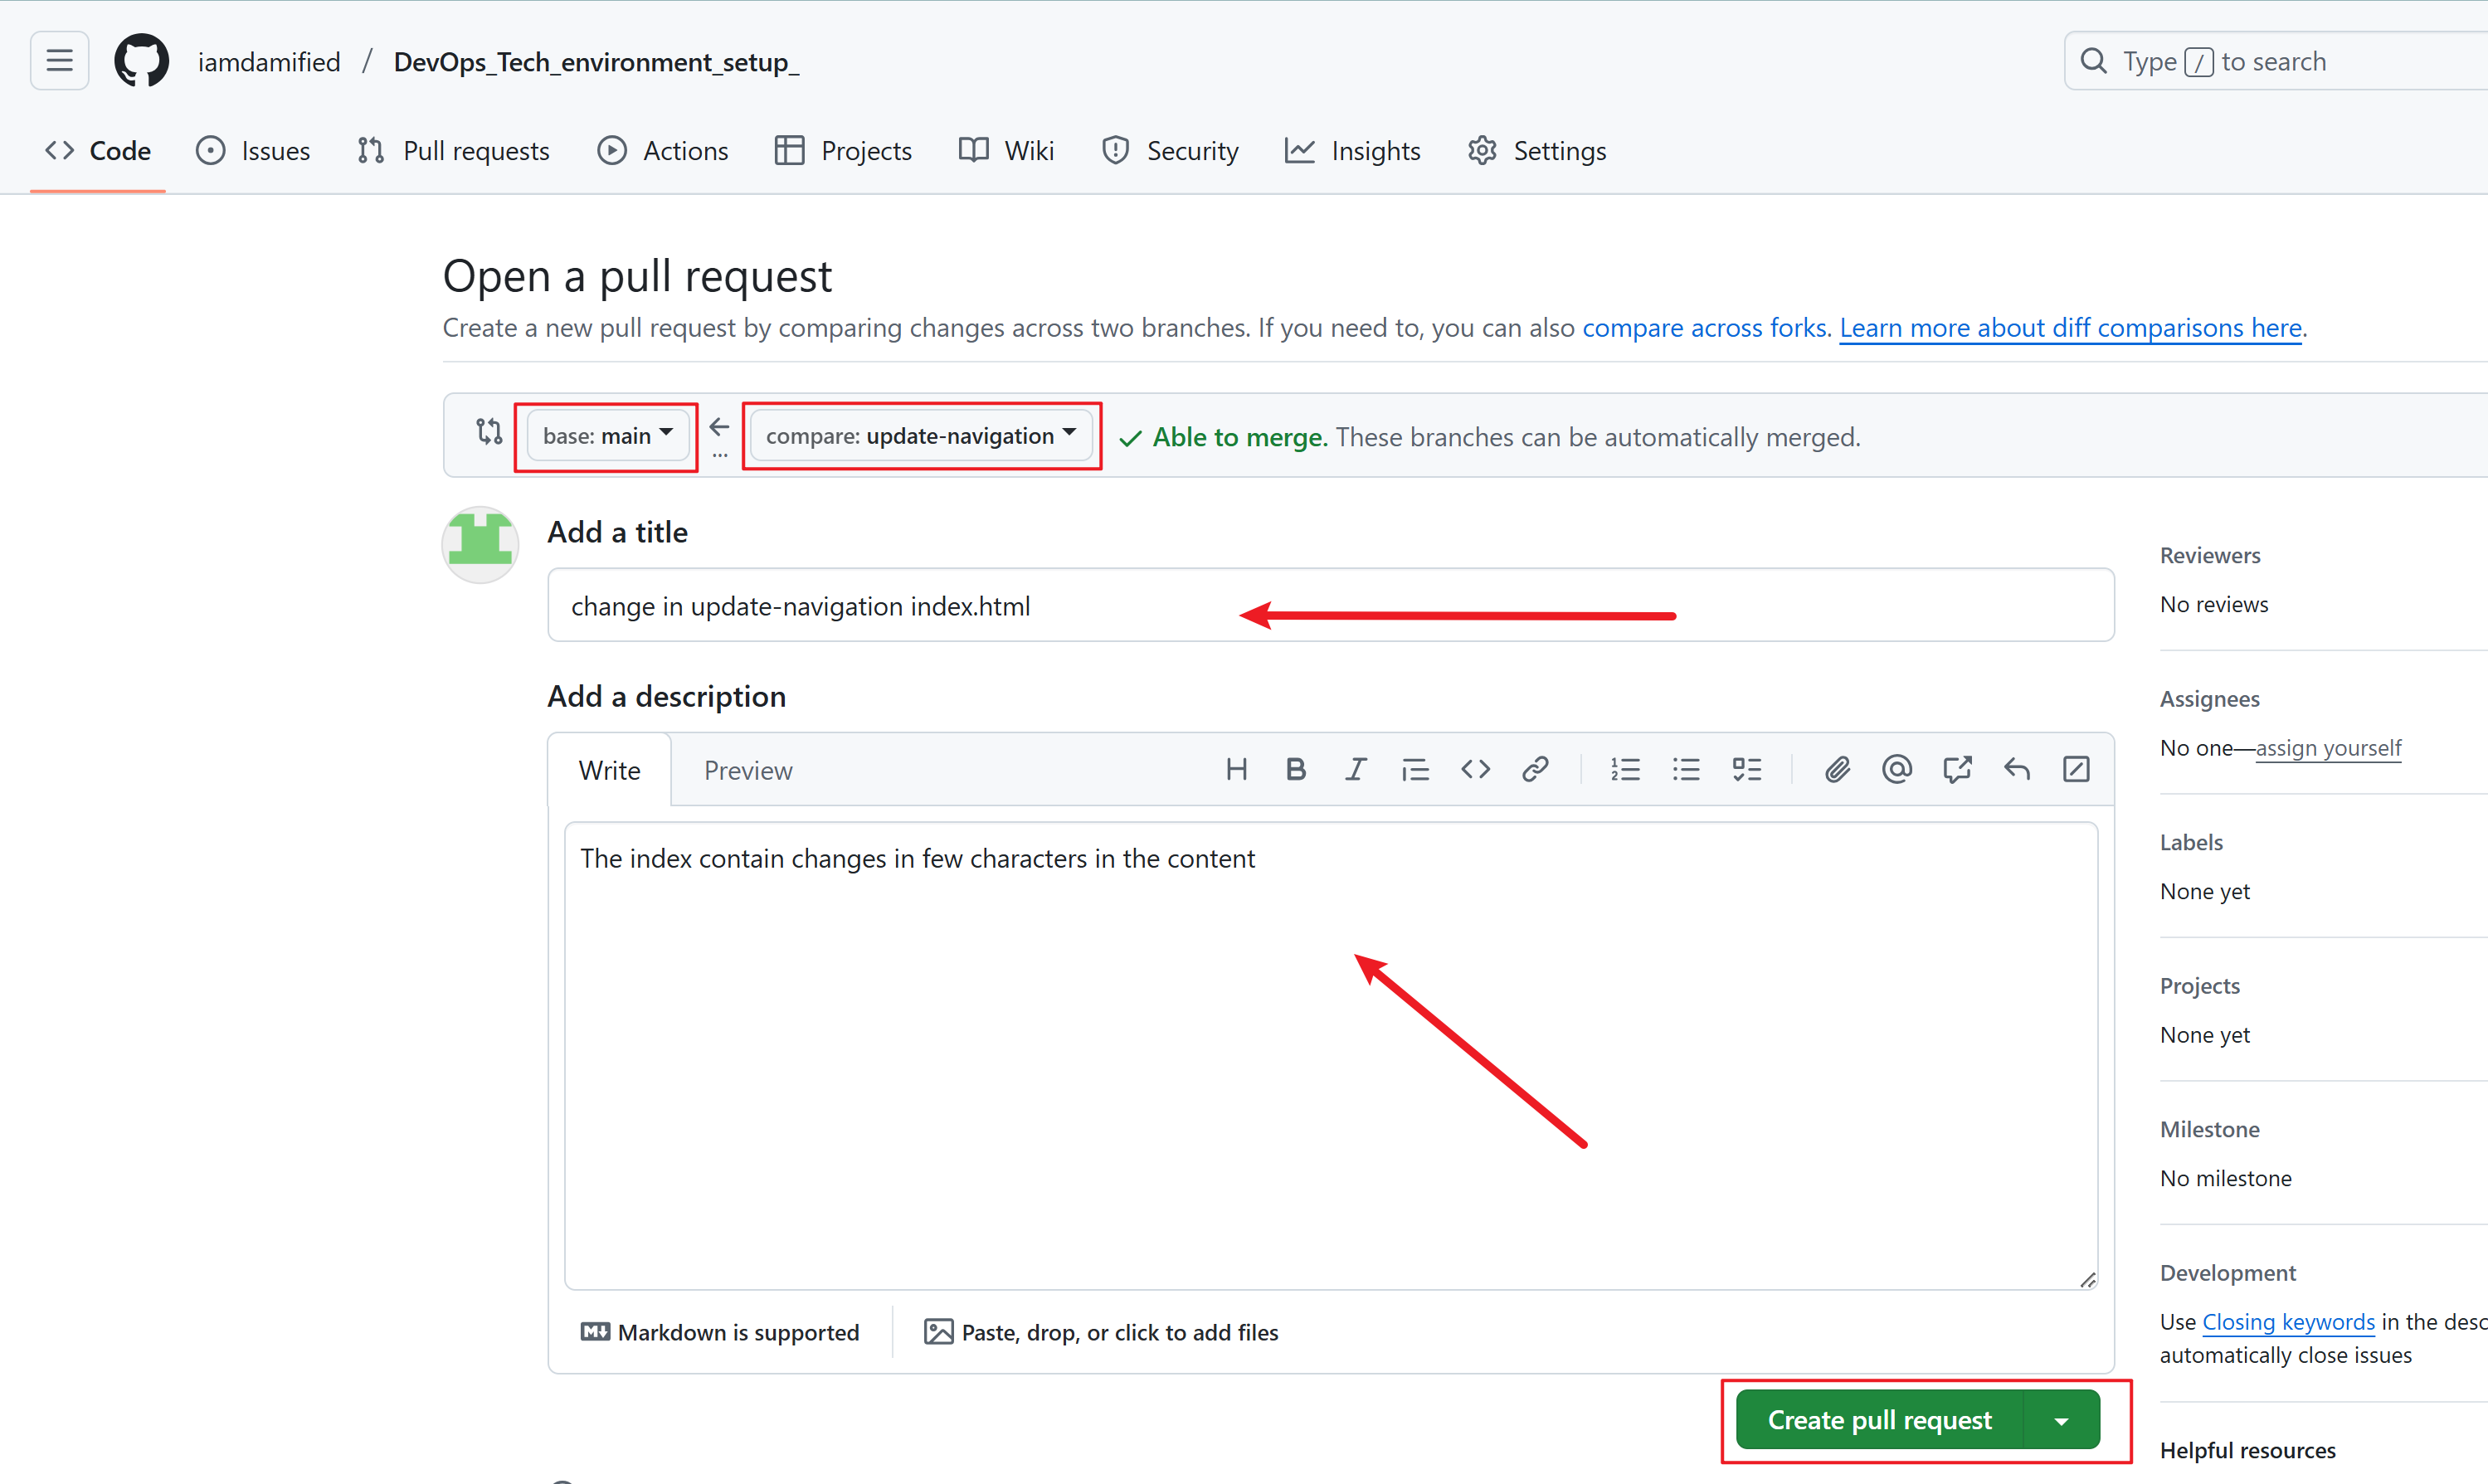 iamdamified / DevOps_Tech_environment_setup_
Type / to search
Code Issues Pull requests Actions Projects Wiki Security Insights Settings
Open a pull request
Create a new pull request by comparing changes across two branches. If you need to, you can also compare across forks. Learn more about diff comparisons here.
base: main ← compare: update-navigation Able to merge. These branches can be automatically merged.
...
Add a title
change in update-navigation index.html
Add a description
Write Preview
The index contain changes in few characters in the content
Markdown is supported
Paste, drop, or click to add files
Create pull request
Reviewers
No reviews
Assignees
No one—assign yourself
Labels
None yet
Projects
None yet
Milestone
No milestone
Development
Use Closing keywords in the desc
automatically close issues
Helpful resources